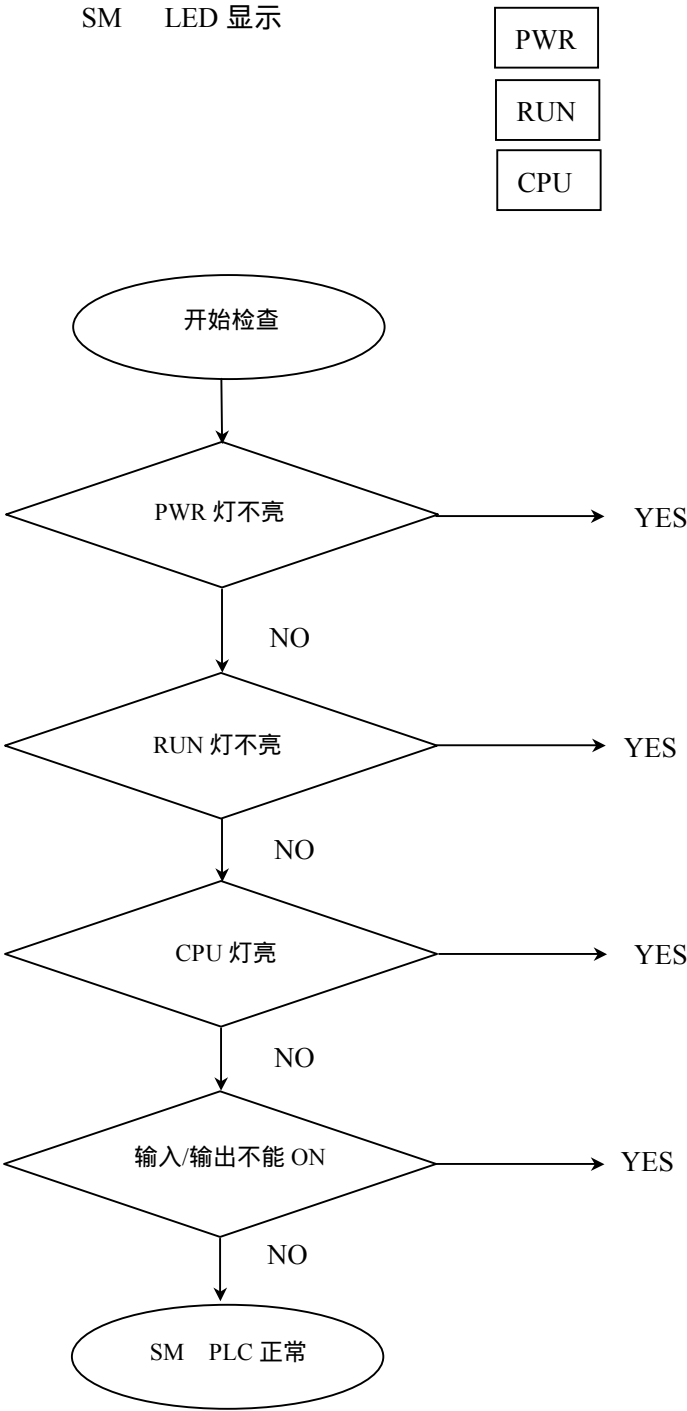 SM LED 显示
PWR
RUN
CPU
开始检查
PWR 灯不亮
YES
NO
RUN 灯不亮
YES
NO
CPU 灯亮
YES
NO
输入/输出不能 ON
YES
NO
SM PLC 正常